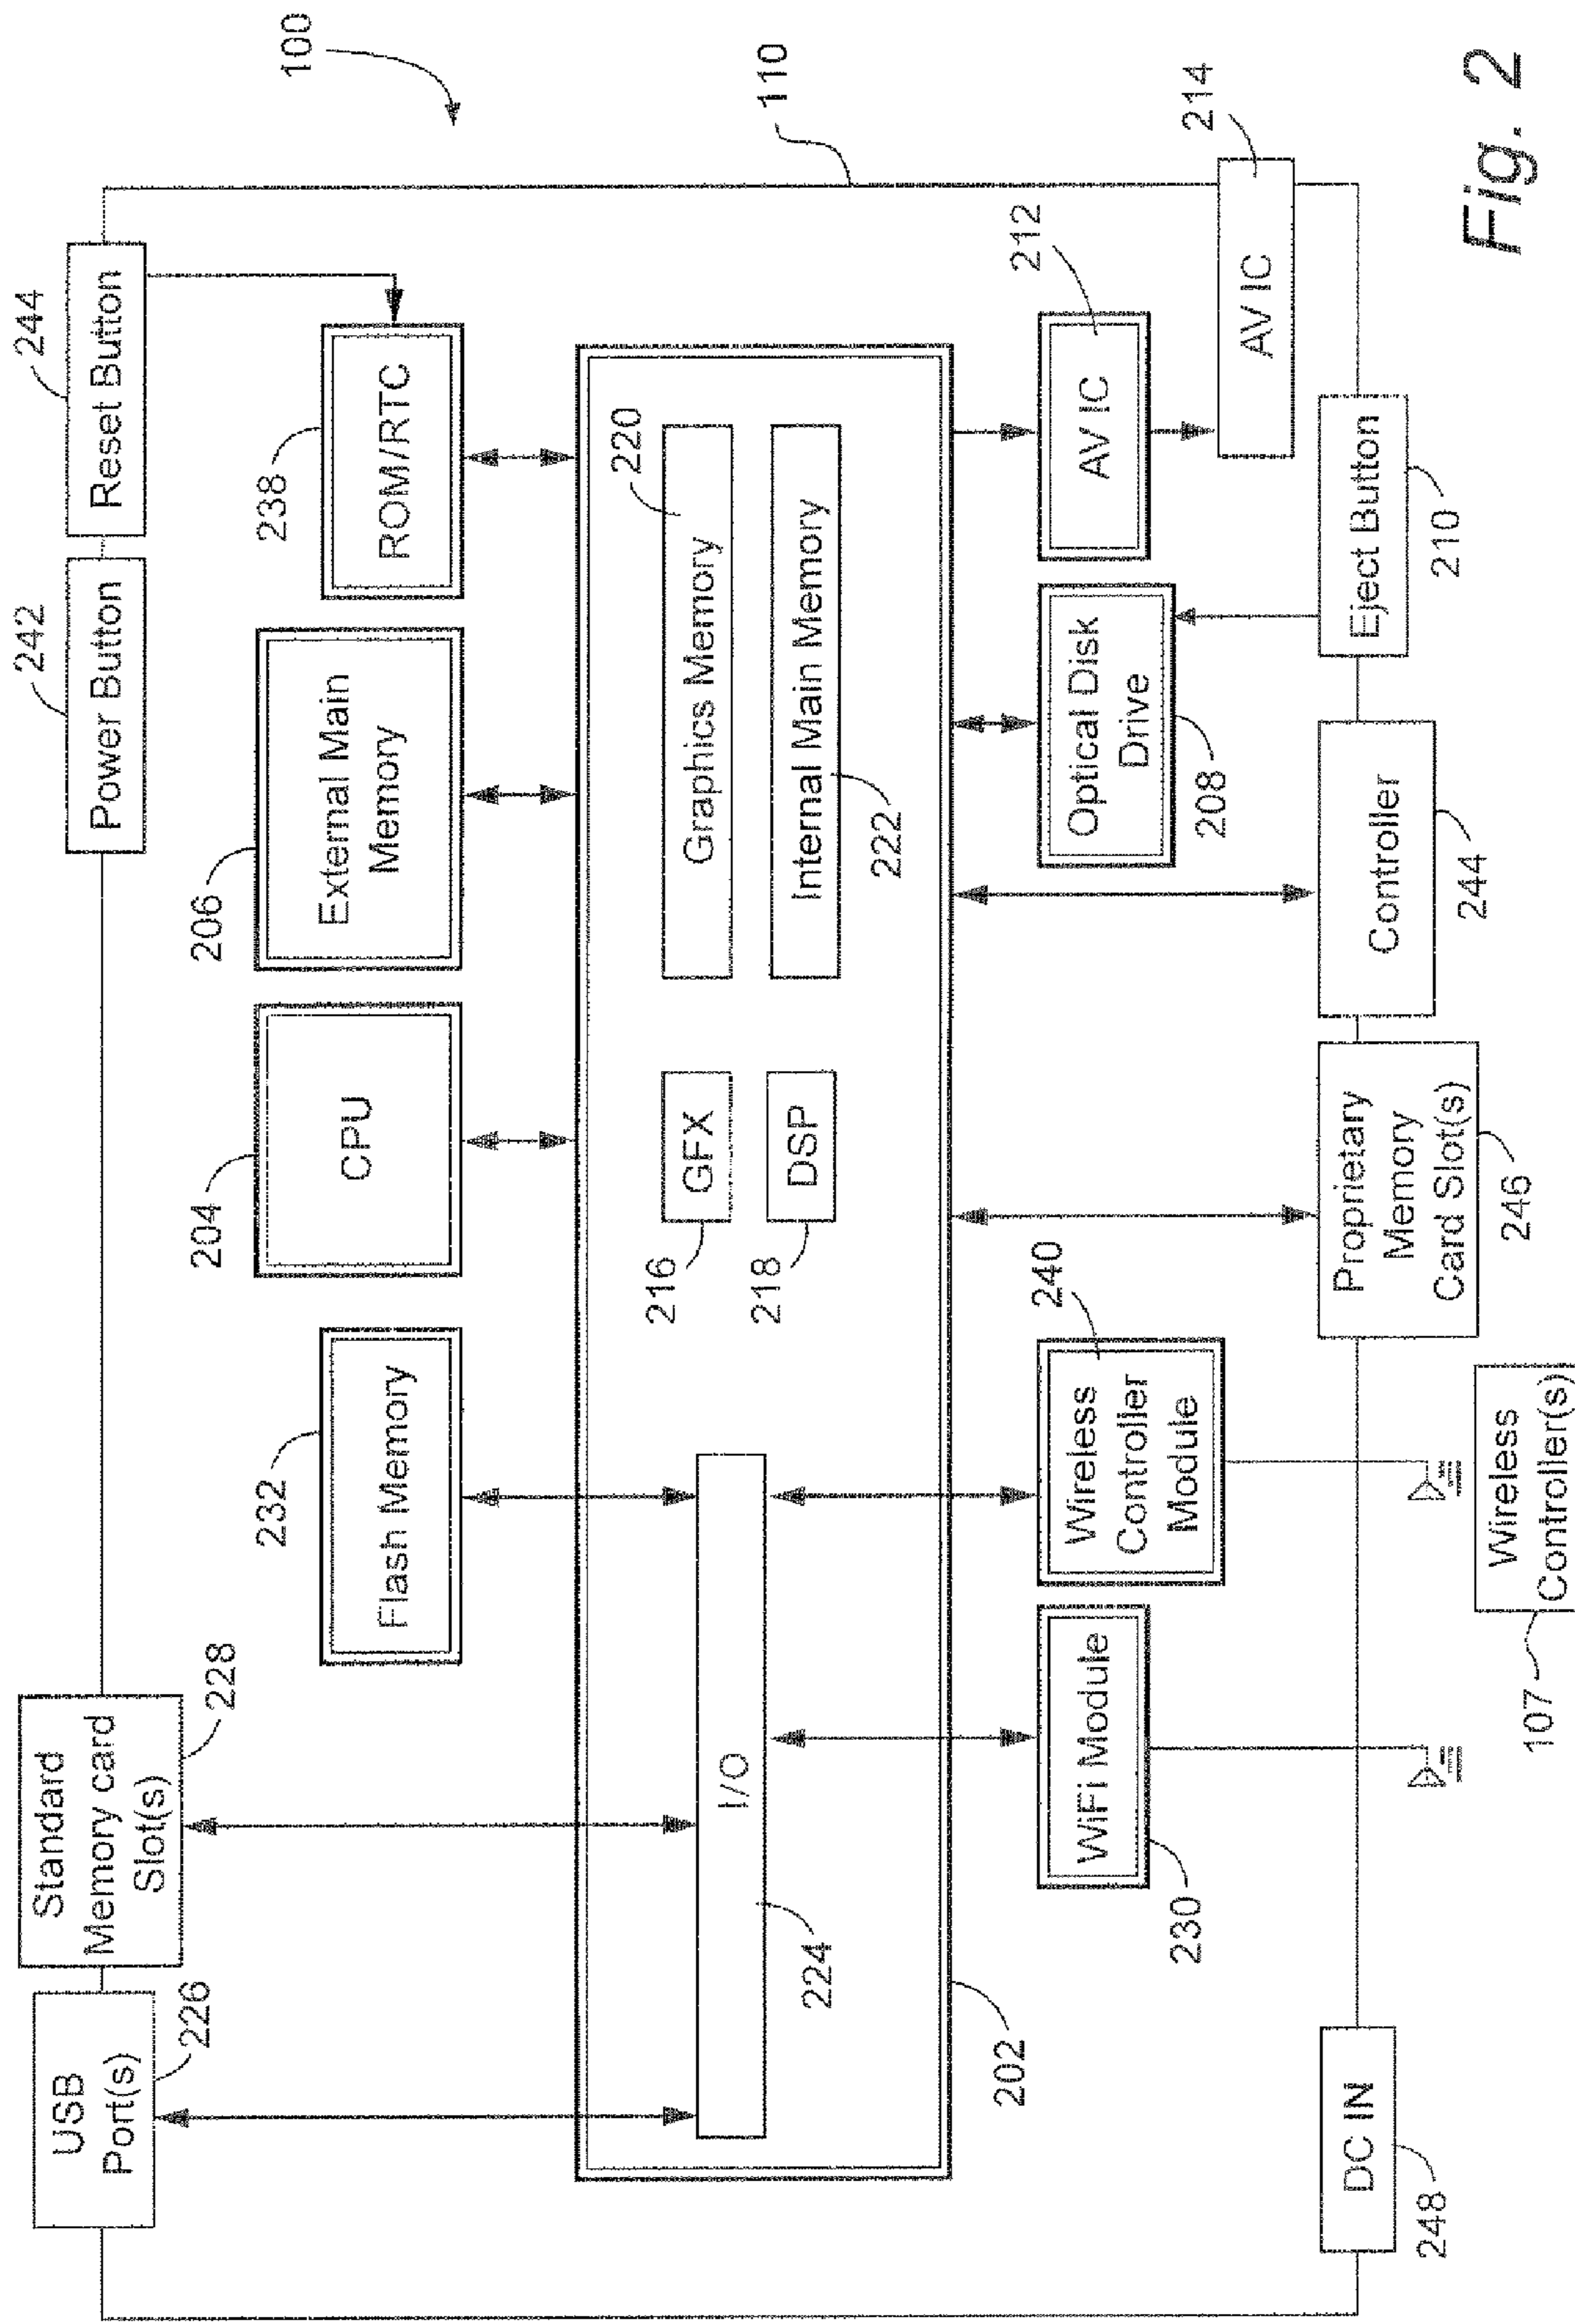 100
110
USB
Port(s)
226
Standard
Memory card
Slot(s)
228
Power Button
242
Reset Button
244
Flash Memory
232
CPU
204
External Main
Memory
206
ROM/RTC
238
I/O
224
GFX
216
DSP
218
Graphics Memory
220
Internal Main Memory
222
202
WiFi Module
230
Wireless
Controller
Module
240
Optical Disk
Drive
208
AV IC
212
AV IC
214
DC IN
248
Proprietary
Memory
Card Slot(s)
246
Controller
244
Eject Button
210
Wireless
Controller(s)
107
Fig. 2